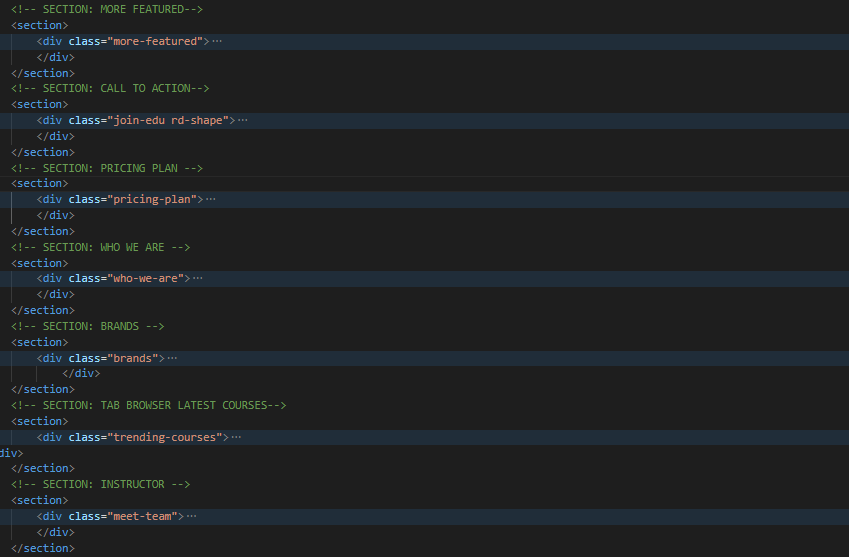 <!-- SECTION: MORE FEATURED-->
<section>
<div class="more-featured">···
</div>
</section>
<!-- SECTION: CALL TO ACTION-->
<section>
<div class="join-edu rd-shape">···
</div>
</section>
<!-- SECTION: PRICING PLAN -->
<section>
<div class="pricing-plan">···
</div>
</section>
<!-- SECTION: WHO WE ARE -->
<section>
<div class="who-we-are">···
</div>
</section>
<!-- SECTION: BRANDS -->
<section>
<div class="brands">···
</div>
</section>
<!-- SECTION: TAB BROWSER LATEST COURSES-->
<section>
<div class="trending-courses">···
div>
</section>
<!-- SECTION: INSTRUCTOR -->
<section>
<div class="meet-team">···
</div>
</section>